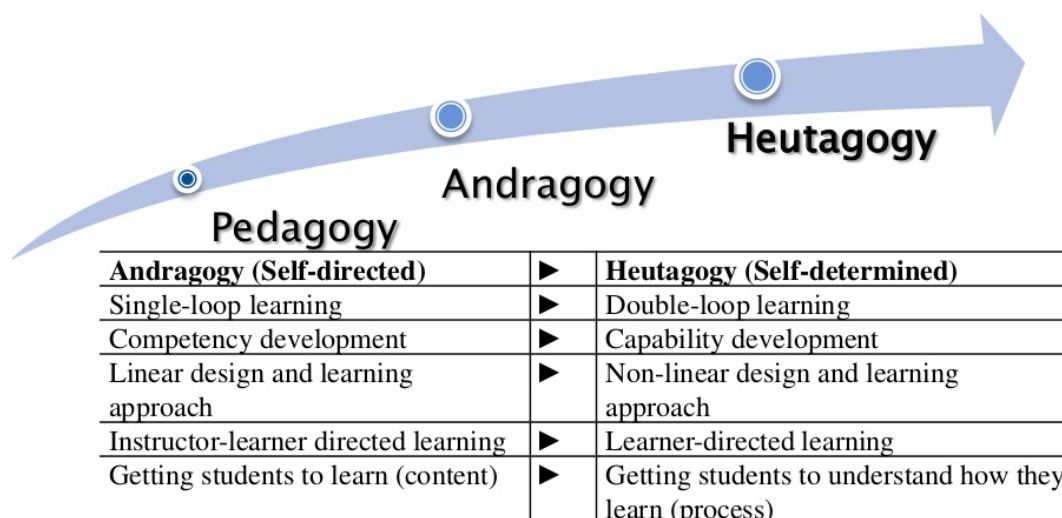 Heutagogy
Andragogy
Pedagogy
Andragogy (Self-directed) ► Heutagogy (Self-determined)
Single-loop learning ► Double-loop learning
Competency development ► Capability development
Linear design and learning ► Non-linear design and learning
approach approach
Instructor-learner directed learning ► Learner-directed learning
Getting students to learn (content) ► Getting students to understand how they
learn (process)